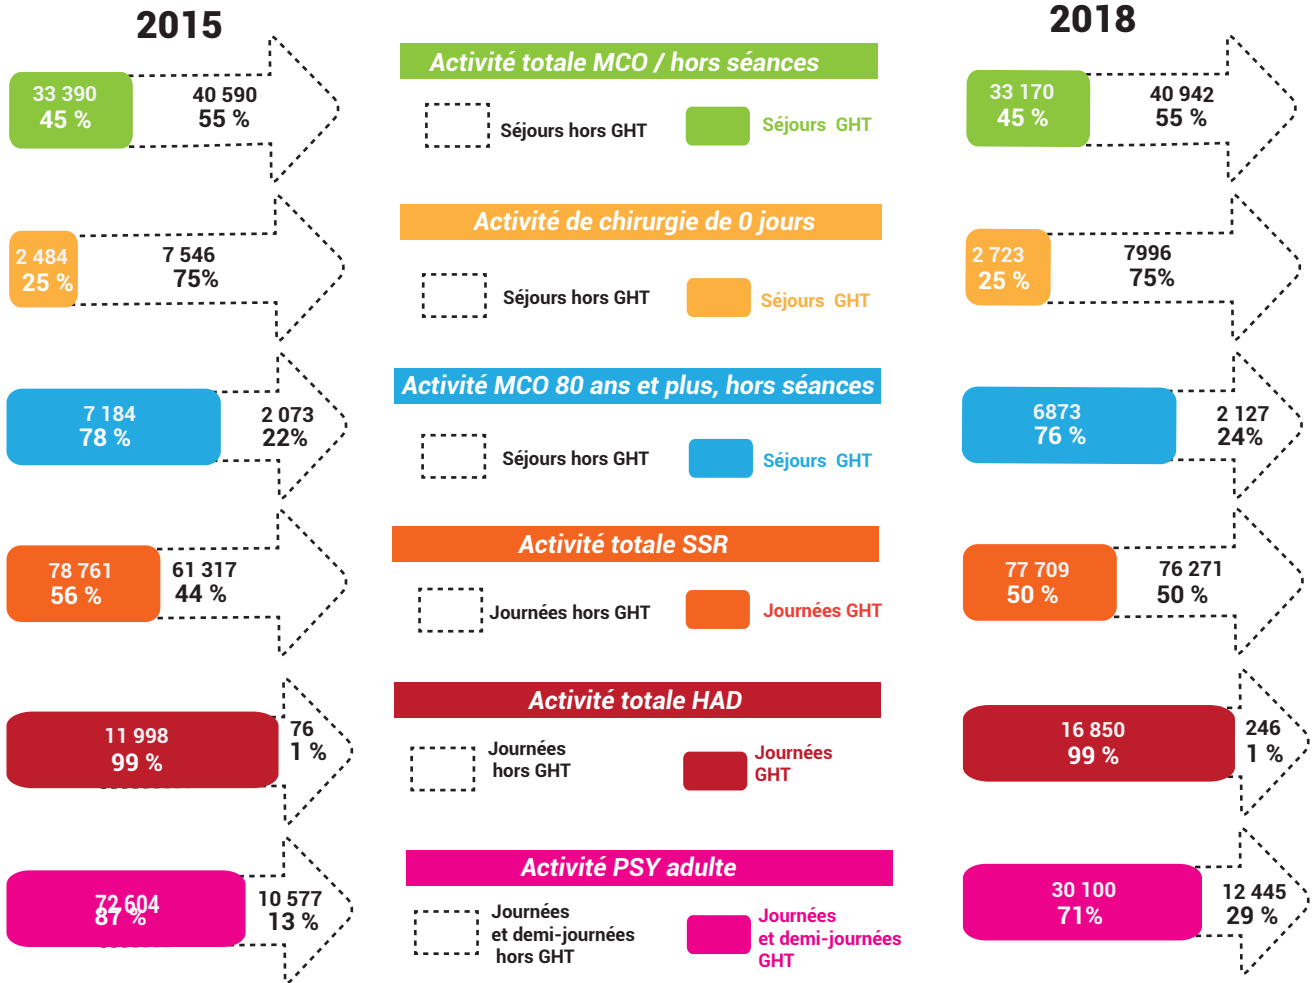 2015
2018
Activité totale MCO / hors séances
33 390
45 %
40 590
55 %
Séjours hors GHT
Séjours GHT
33 170
45 %
40 942
55 %
Activité de chirurgie de 0 jours
2 484
25 %
7 546
75%
Séjours hors GHT
Séjours GHT
2 723
25 %
7996
75%
Activité MCO 80 ans et plus, hors séances
7 184
78 %
2 073
22%
Séjours hors GHT
Séjours GHT
6873
76 %
2 127
24%
Activité totale SSR
78 761
56 %
61 317
44 %
Journées hors GHT
Journées GHT
77 709
50 %
76 271
50 %
Activité totale HAD
11 998
99 %
76
1 %
Journées
hors GHT
Journées
GHT
16 850
99 %
246
1 %
Activité PSY adulte
72 604
87 %
10 577
13 %
Journées
et demi-journées
hors GHT
Journées
et demi-journées
GHT
30 100
71%
12 445
29 %